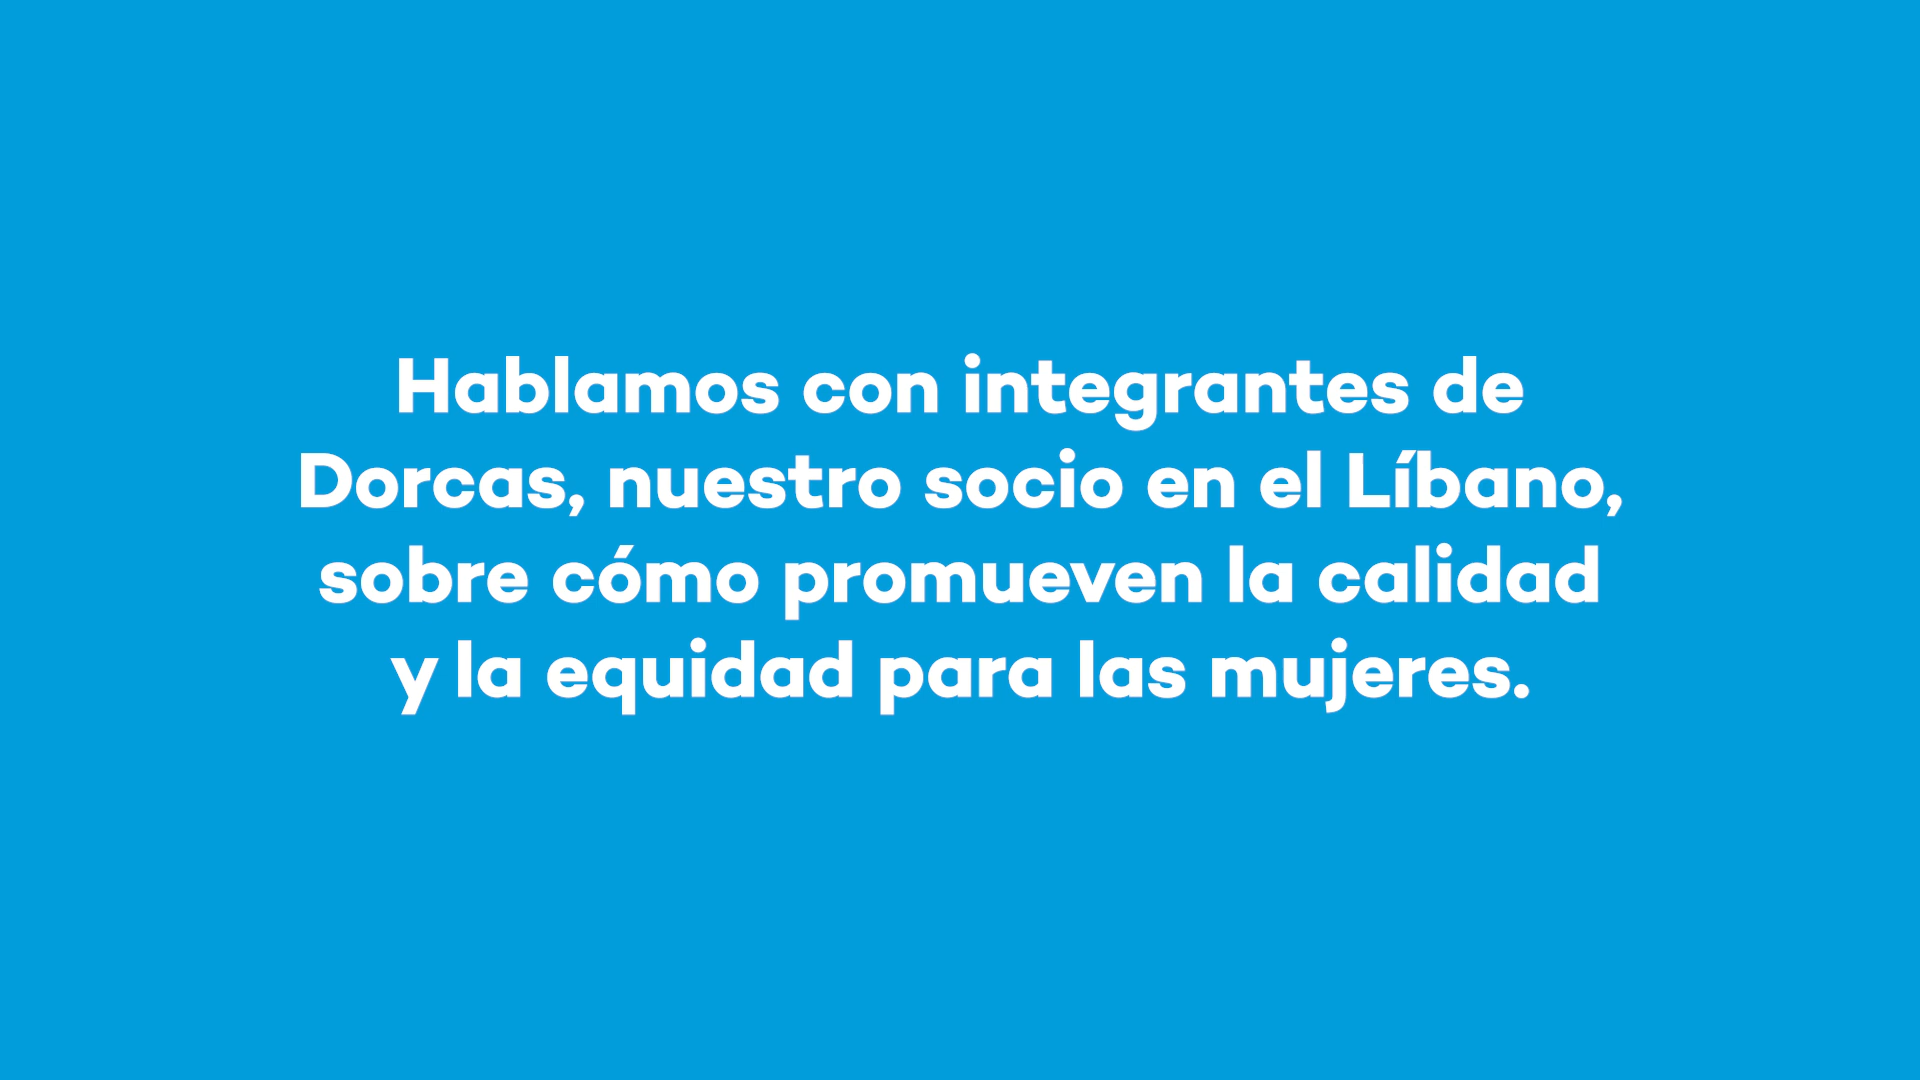 Hablamos con integrantes de
Dorcas, nuestro socio en el Líbano,
sobre cómo promueven la calidad
y la equidad para las mujeres.